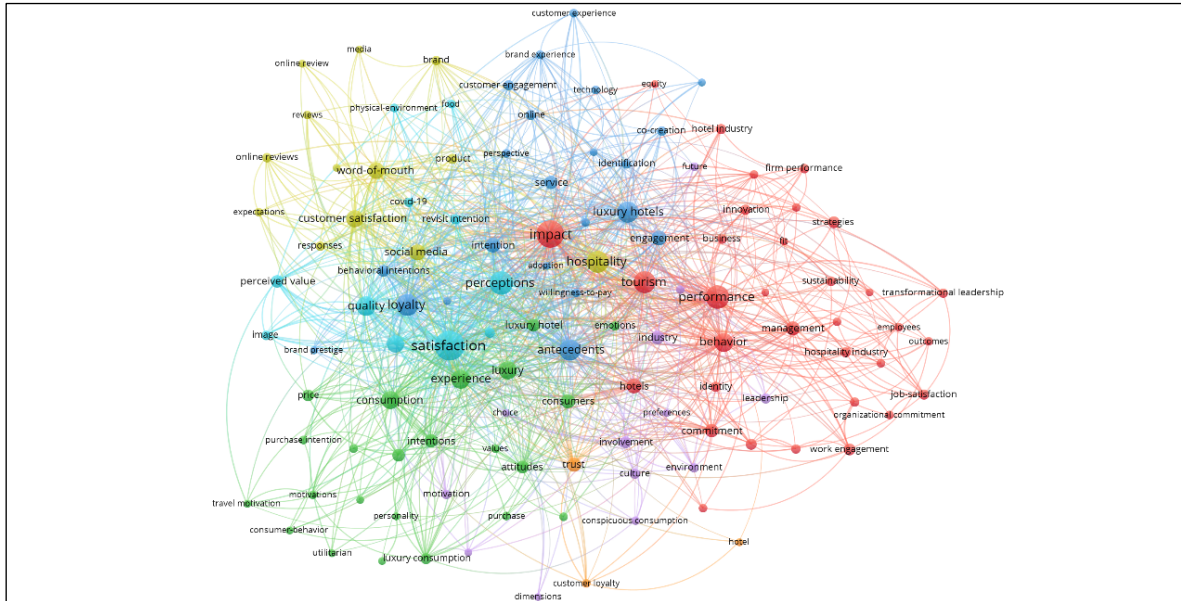 customer experience
media
brand experience
brand
online review
customer engagement
technology
equity
physical-environment
food
reviews
online
co-creation
hotel industry
online reviews
word-of-mouth
product
perspective
identification
future
firm performance
service
covid-19
luxury hotels
innovation
expectations
customer satisfaction
revisit intention
strategies
impact
responses
social media
intention
engagement
business
fit
hospitality
behavioral intentions
adoption
perceived value
perceptions
tourism
sustainability
transformational leadership
willingness-to-pay
performance
quality
loyalty
luxury hotel
emotions
management
employees
image
industry
outcomes
satisfaction
antecedents
behavior
brand prestige
hospitality industry
luxury
experience
hotels
identity
price
consumption
consumers
leadership
job-satisfaction
choice
preferences
organizational commitment
commitment
purchase intention
intentions
values
involvement
work engagement
attitudes
trust
culture
environment
motivations
motivation
travel motivation
personality
purchase
conspicuous consumption
consumer-behavior
utilitarian
luxury consumption
hotel
customer loyalty
dimensions